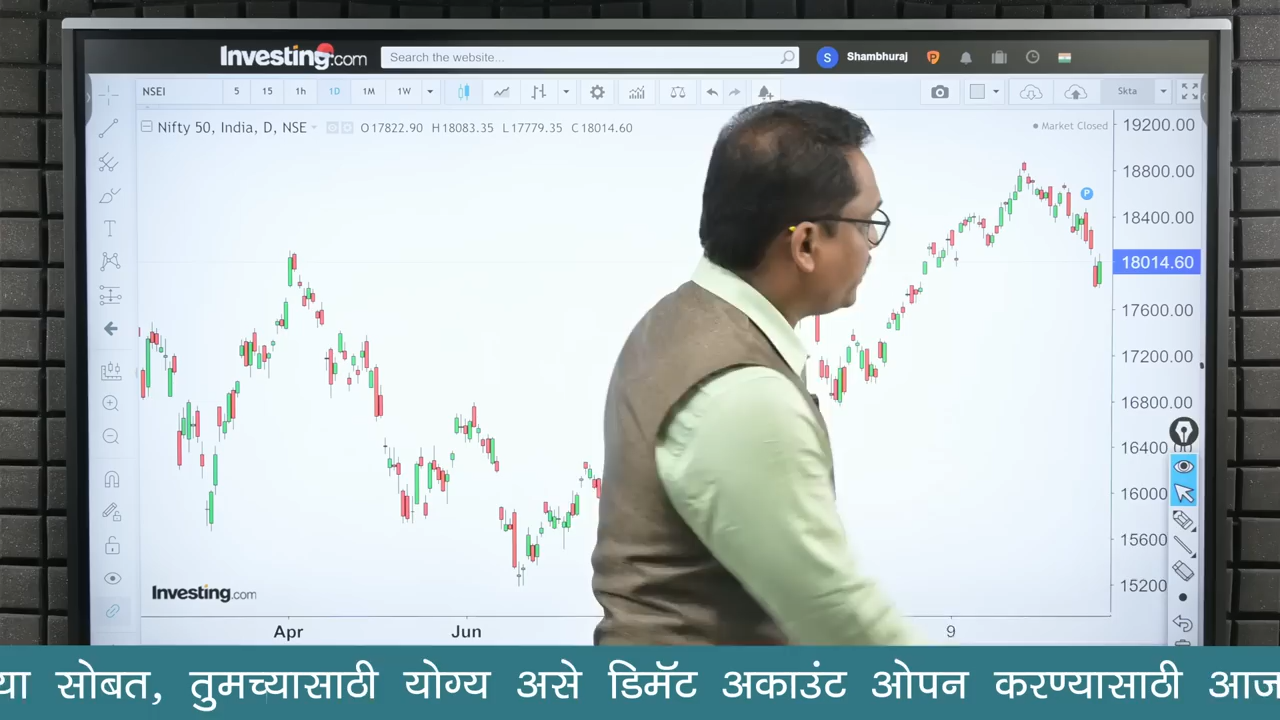 Investing.com
Search the website...
S Shambhuraj P
NSEI 5 15 1h 1D 1M 1W Skta
Nifty 50, India, D, NSE O17822.90 H18083.35 L17779.35 C18014.60
Market Closed
19200.00
18800.00
P
18400.00
18014.60
17600.00
17200.00
16800.00
16400.00
16000
15600
15200
Investing.com
Apr Jun 9
सोबत, तुमच्यासाठी योग्य असे डिमॅट अकाउंट ओपन करण्यासाठी आज